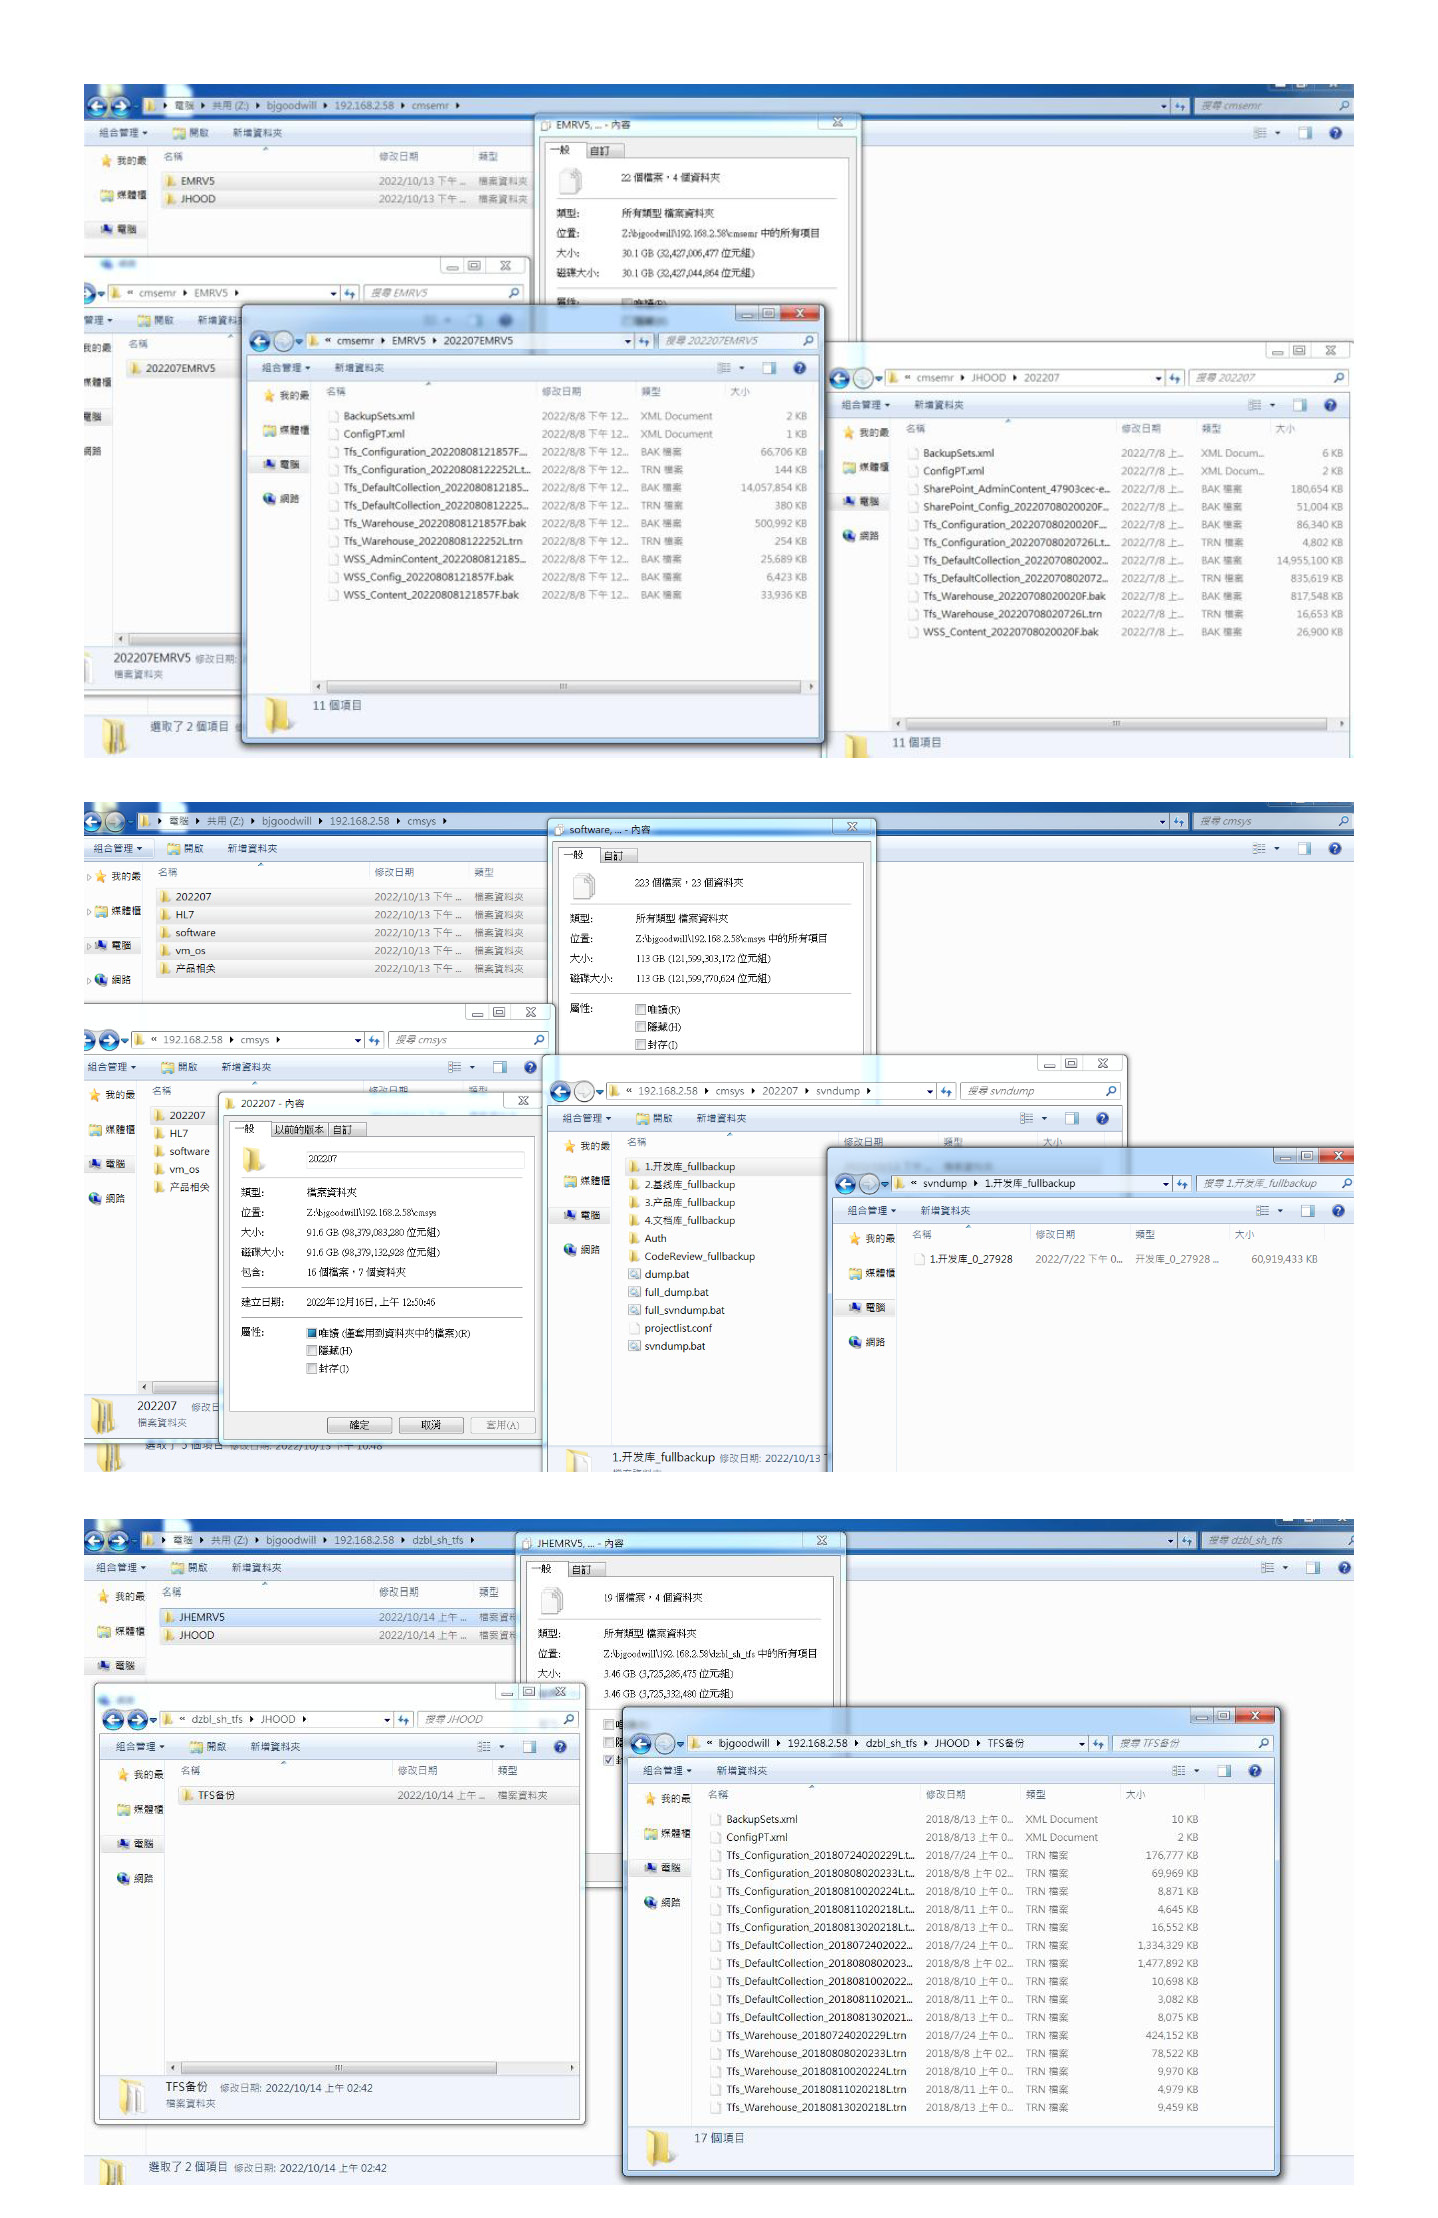 電腦 ▸ 共用 (Z:) ▸ bjgoodwill ▸ 192.168.2.58 ▸ cmsemr ▸
搜尋 cmsemr
組合管理 開啟 新增資料夾
我的最
媒體櫃
電腦
名稱 修改日期 類型
EMRV5 2022/10/13 下午 ... 檔案資料夾
JHOOD 2022/10/13 下午 ... 檔案資料夾
EMRV5, ... - 內容
一般 自訂
22 個檔案，4 個資料夾
類型: 所有類型 檔案資料夾
位置: Z:\bjgoodwill\192.168.2.58\cmsemr 中的所有項目
大小: 30.1 GB (32,427,006,477 位元組)
磁碟大小: 30.1 GB (32,427,044,864 位元組)
屬性: 唯讀(R)
« cmsemr ▸ EMRV5 ▸ 搜尋 EMRV5
管理 開啟 新增資料
名稱
202207EMRV5
202207EMRV5 修改日期:
檔案資料夾
選取了 2 個項目
« cmsemr ▸ EMRV5 ▸ 202207EMRV5 搜尋 202207EMRV5
組合管理 新增資料夾
我的最
媒體櫃
電腦
網路
名稱 修改日期 類型 大小
BackupSets.xml 2022/8/8 下午 12... XML Document 2 KB
ConfigPT.xml 2022/8/8 下午 12... XML Document 1 KB
Tfs_Configuration_20220808121857F.... 2022/8/8 下午 12... BAK 檔案 66,706 KB
Tfs_Configuration_20220808122252L.t... 2022/8/8 下午 12... TRN 檔案 144 KB
Tfs_DefaultCollection_2022080812185... 2022/8/8 下午 12... BAK 檔案 14,057,854 KB
Tfs_DefaultCollection_2022080812225... 2022/8/8 下午 12... TRN 檔案 380 KB
Tfs_Warehouse_20220808121857F.bak 2022/8/8 下午 12... BAK 檔案 500,992 KB
Tfs_Warehouse_20220808122252L.trn 2022/8/8 下午 12... TRN 檔案 254 KB
WSS_AdminContent_202208081218​5... 2022/8/8 下午 12... BAK 檔案 25,689 KB
WSS_Config_20220808121857F.bak 2022/8/8 下午 12... BAK 檔案 6,423 KB
WSS_Content_20220808121857F.bak 2022/8/8 下午 12... BAK 檔案 33,936 KB
11 個項目
« cmsemr ▸ JHOOD ▸ 202207 搜尋 202207
組合管理 新增資料夾
我的最
媒體櫃
電腦
網路
名稱 修改日期 類型 大小
BackupSets.xml 2022/7/8 上... XML Docum... 6 KB
ConfigPT.xml 2022/7/8 上... XML Docum... 2 KB
SharePoint_AdminContent_47903cec-e... 2022/7/8 上... BAK 檔案 180,654 KB
SharePoint_Config_20220708020020F... 2022/7/8 上... BAK 檔案 51,004 KB
Tfs_Configuration_20220708020020F.... 2022/7/8 上... BAK 檔案 86,340 KB
Tfs_Configuration_20220708020726L.t... 2022/7/8 上... TRN 檔案 4,802 KB
Tfs_DefaultCollection_2022070802002... 2022/7/8 上... BAK 檔案 14,955,100 KB
Tfs_DefaultCollection_2022070802072... 2022/7/8 上... TRN 檔案 835,619 KB
Tfs_Warehouse_20220708020020F.bak 2022/7/8 上... BAK 檔案 817,548 KB
Tfs_Warehouse_20220708020726L.trn 2022/7/8 上... TRN 檔案 16,653 KB
WSS_Content_20220708020020F.bak 2022/7/8 上... BAK 檔案 26,900 KB
11 個項目
電腦 ▸ 共用 (Z:) ▸ bjgoodwill ▸ 192.168.2.58 ▸ cmsys ▸
搜尋 cmsys
組合管理 開啟 新增資料夾
我的最
媒體櫃
電腦
網路
名稱 修改日期 類型
202207 2022/10/13 下午 ... 檔案資料夾
HL7 2022/10/13 下午 ... 檔案資料夾
software 2022/10/13 下午 ... 檔案資料夾
vm_os 2022/10/13 下午 ... 檔案資料夾
产品相关 2022/10/13 下午 ... 檔案資料夾
software, ... - 內容
一般 自訂
223 個檔案，23 個資料夾
類型: 所有類型 檔案資料夾
位置: Z:\bjgoodwill\192.168.2.58\cmsys 中的所有項目
大小: 113 GB (121,599,303,172 位元組)
磁碟大小: 113 GB (121,599,770,624 位元組)
屬性: 唯讀(R)
隱藏(H)
封存(I)
« 192.168.2.58 ▸ cmsys ▸ 搜尋 cmsys
組合管理 開啟 新增資料夾
我的最
媒體櫃
電腦
網路
名稱 修改日期 類型
202207
HL7
software
vm_os
产品相关
202207 修改日
檔案資料夾
選取了 5 個項目 修改日期: 2022/10/13 下午 10:48
202207 - 內容
一般 以前的版本 自訂
202207
類型: 檔案資料夾
位置: Z:\bjgoodwill\192.168.2.58\cmsys
大小: 91.6 GB (98,379,083,280 位元組)
磁碟大小: 91.6 GB (98,379,132,928 位元組)
包含: 16 個檔案，7 個資料夾
建立日期: 2022年12月16日, 上午 12:50:46
屬性: 唯讀 (僅套用到資料夾中的檔案)(R)
隱藏(H)
封存(I)
確定 取消 套用(A)
« 192.168.2.58 ▸ cmsys ▸ 202207 ▸ svndump ▸ 搜尋 svndump
組合管理 開啟 新增資料夾
我的最
媒體櫃
電腦
網路
名稱 修改日期 類型 大小
1.开发库_fullbackup
2.基线库_fullbackup
3.产品库_fullbackup
4.文档库_fullbackup
Auth
CodeReview_fullbackup
dump.bat
full_dump.bat
full_svndump.bat
projectlist.conf
svndump.bat
1.开发库_fullbackup 修改日期: 2022/10/13
« svndump ▸ 1.开发库_fullbackup 搜尋 1.开发库_fullbackup
組合管理 新增資料夾
我的最
媒體櫃
電腦
網路
名稱 修改日期 類型 大小
1.开发库_0_27928 2022/7/22 下午 0... 开发库_0_27928 ... 60,919,433 KB
電腦 ▸ 共用 (Z:) ▸ bjgoodwill ▸ 192.168.2.58 ▸ dzbl_sh_tfs ▸
搜尋 dzbl_sh_tfs
組合管理 開啟 新增資料夾
我的最
媒體櫃
電腦
名稱 修改日期 類型
JHEMRV5 2022/10/14 上午 ... 檔案資料
JHOOD 2022/10/14 上午 ... 檔案資料
JHEMRV5, ... - 內容
一般 自訂
19 個檔案，4 個資料夾
類型: 所有類型 檔案資料夾
位置: Z:\bjgoodwill\192.168.2.58\dzbl_sh_tfs 中的所有項目
大小: 3.46 GB (3,725,286,475 位元組)
3.46 GB (3,725,332,480 位元組)
« dzbl_sh_tfs ▸ JHOOD ▸ 搜尋 JHOOD
組合管理 開啟 新增資料夾
我的最
媒體櫃
電腦
網路
名稱 修改日期 類型
TFS备份 2022/10/14 上午 ... 檔案資料夾
TFS备份 修改日期: 2022/10/14 上午 02:42
檔案資料夾
選取了 2 個項目 修改日期: 2022/10/14 上午 02:42
« bjgoodwill ▸ 192.168.2.58 ▸ dzbl_sh_tfs ▸ JHOOD ▸ TFS备份 搜尋 TFS备份
組合管理 新增資料夾
我的最
媒體櫃
電腦
網路
名稱 修改日期 類型 大小
BackupSets.xml 2018/8/13 上午 0... XML Document 10 KB
ConfigPT.xml 2018/8/13 上午 0... XML Document 2 KB
Tfs_Configuration_20180724020229L.t... 2018/7/24 上午 0... TRN 檔案 176,777 KB
Tfs_Configuration_20180808020233L.t... 2018/8/8 上午 02... TRN 檔案 69,969 KB
Tfs_Configuration_20180810020224L.t... 2018/8/10 上午 0... TRN 檔案 8,871 KB
Tfs_Configuration_20180811020218L.t... 2018/8/11 上午 0... TRN 檔案 4,645 KB
Tfs_Configuration_20180813020218L.t... 2018/8/13 上午 0... TRN 檔案 16,552 KB
Tfs_DefaultCollection_2018072402022... 2018/7/24 上午 0... TRN 檔案 1,334,329 KB
Tfs_DefaultCollection_2018080802023... 2018/8/8 上午 02... TRN 檔案 1,477,892 KB
Tfs_DefaultCollection_2018081002022... 2018/8/10 上午 0... TRN 檔案 10,698 KB
Tfs_DefaultCollection_2018081102021... 2018/8/11 上午 0... TRN 檔案 3,082 KB
Tfs_DefaultCollection_2018081302021... 2018/8/13 上午 0... TRN 檔案 8,075 KB
Tfs_Warehouse_20180724020229L.trn 2018/7/24 上午 0... TRN 檔案 424,152 KB
Tfs_Warehouse_20180808020233L.trn 2018/8/8 上午 02... TRN 檔案 78,522 KB
Tfs_Warehouse_20180810020224L.trn 2018/8/10 上午 0... TRN 檔案 9,970 KB
Tfs_Warehouse_20180811020218L.trn 2018/8/11 上午 0... TRN 檔案 4,979 KB
Tfs_Warehouse_20180813020218L.trn 2018/8/13 上午 0... TRN 檔案 9,459 KB
17 個項目